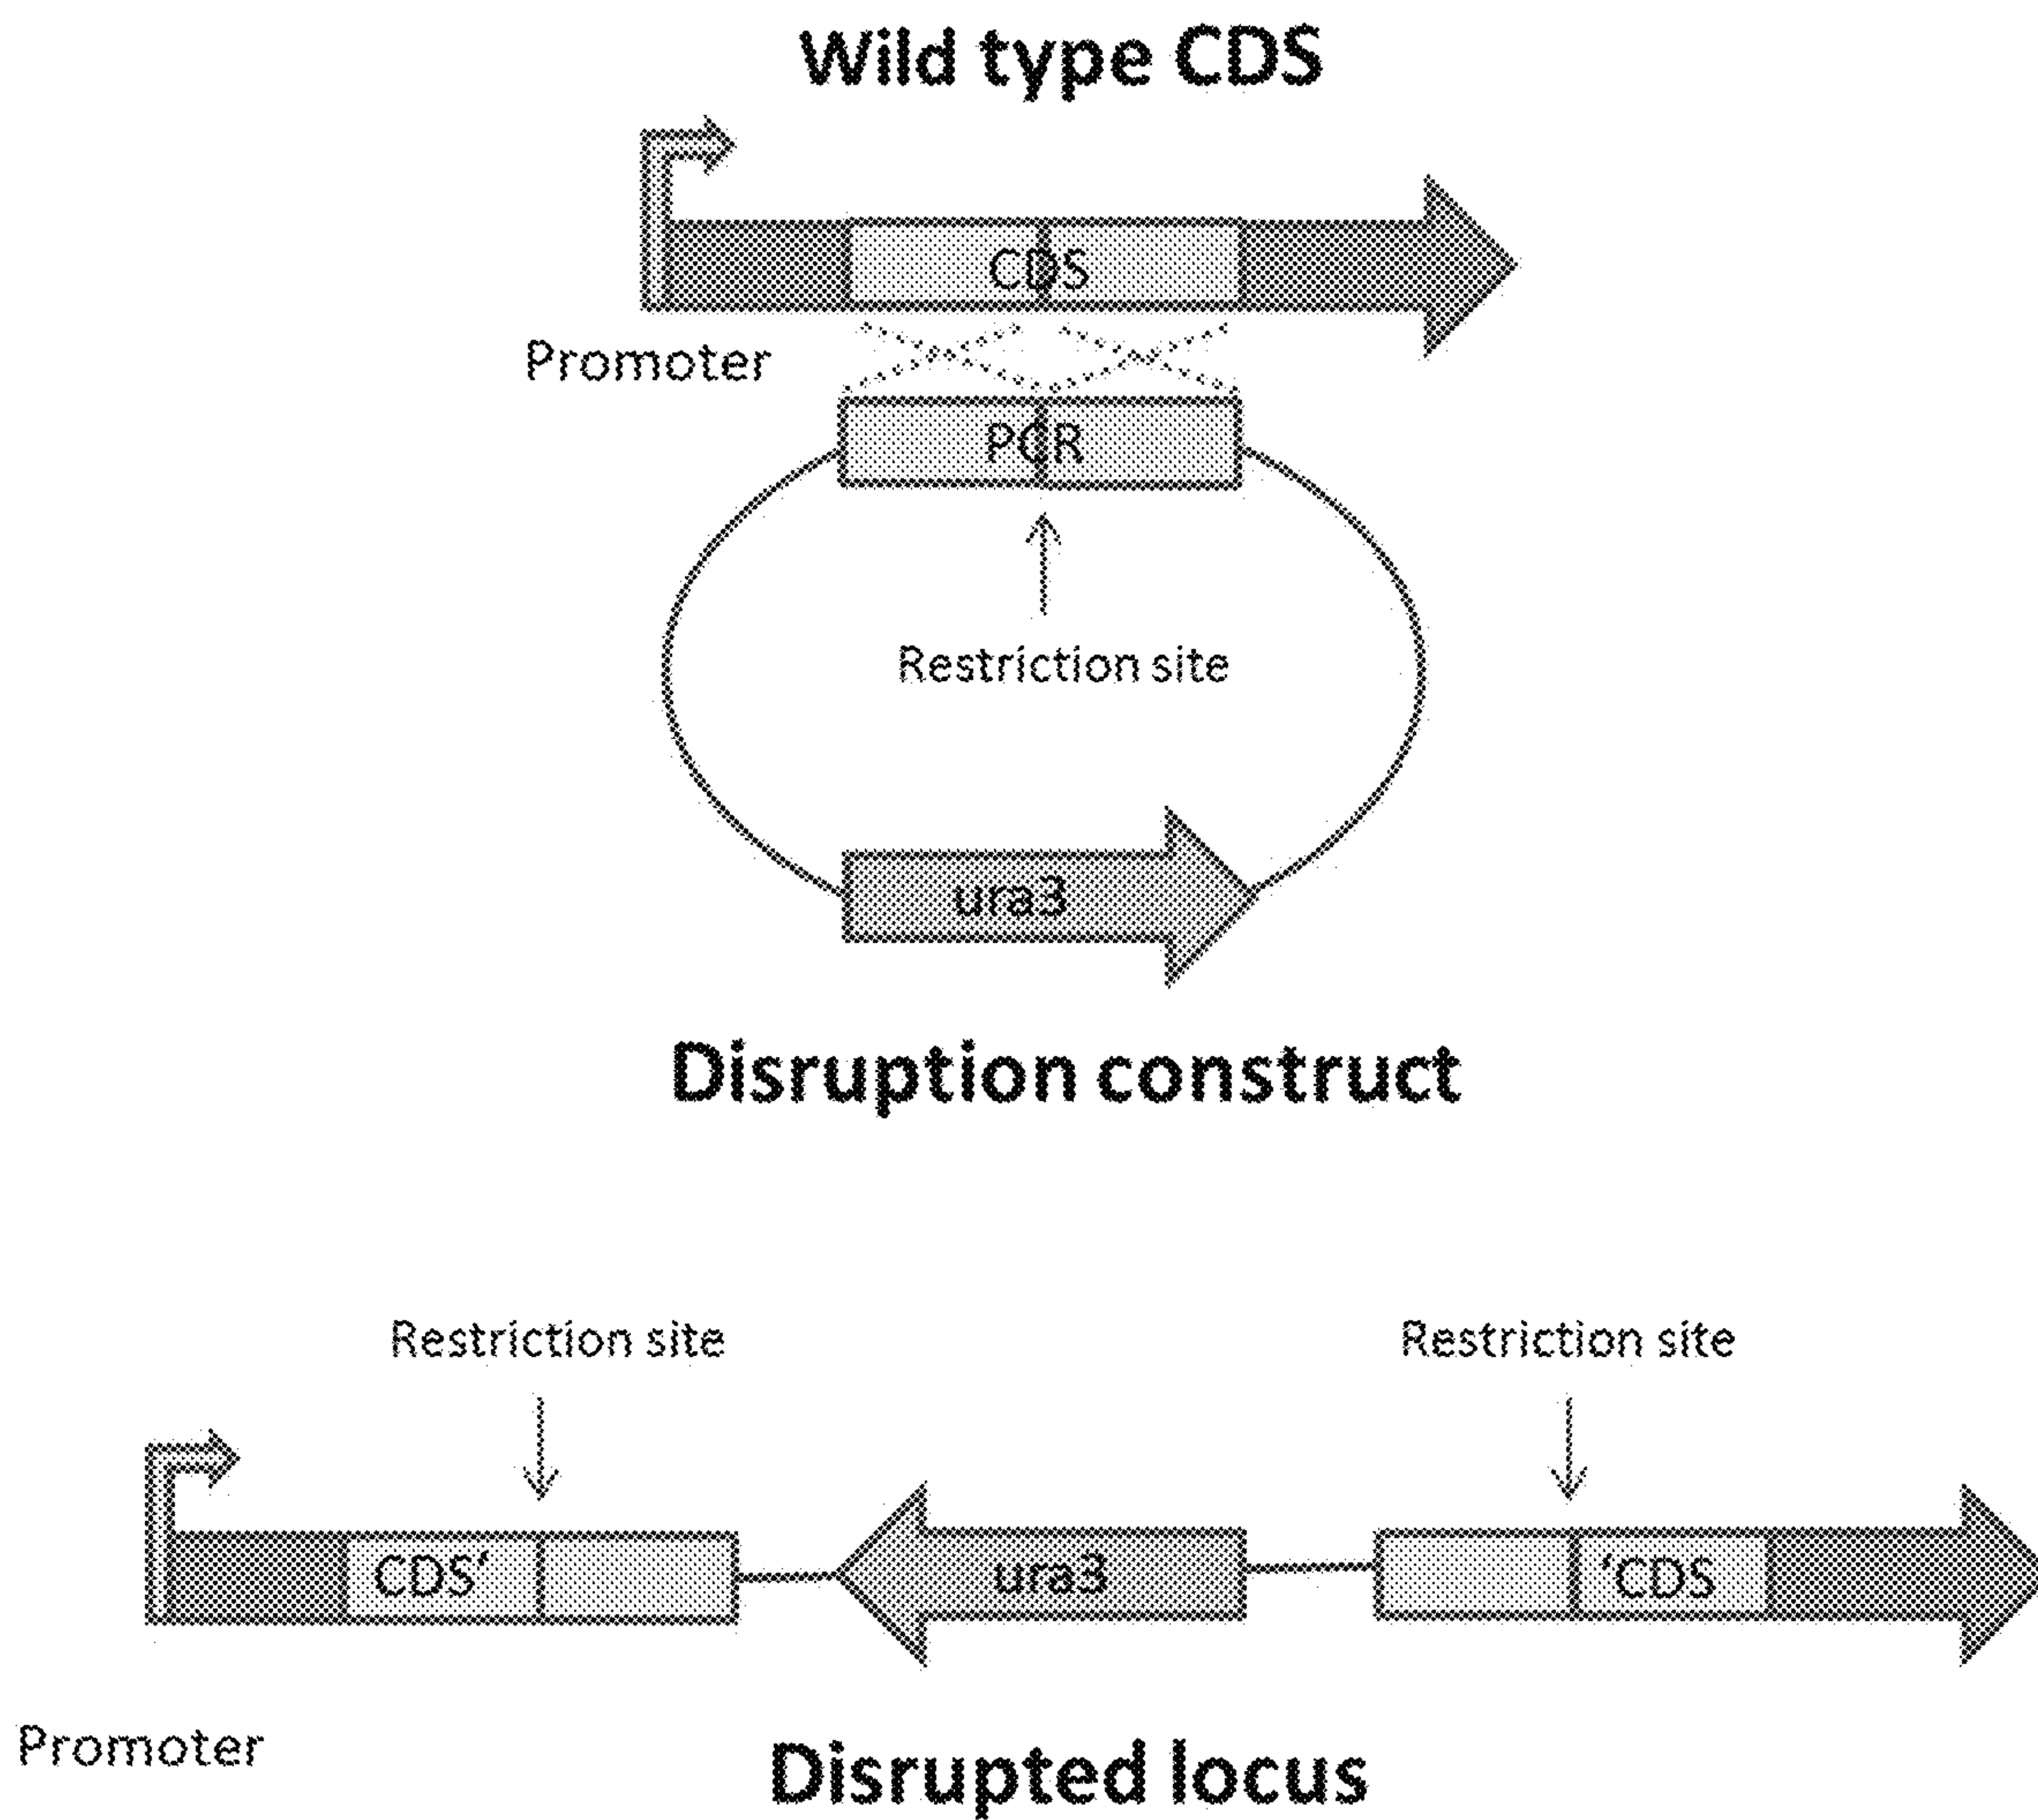 Wild type CDS
CDS
Promoter
PCR
Restriction site
ura3
Disruption construct
Restriction site
Restriction site
CDS‘
ura3
‘CDS
Promoter
Disrupted locus